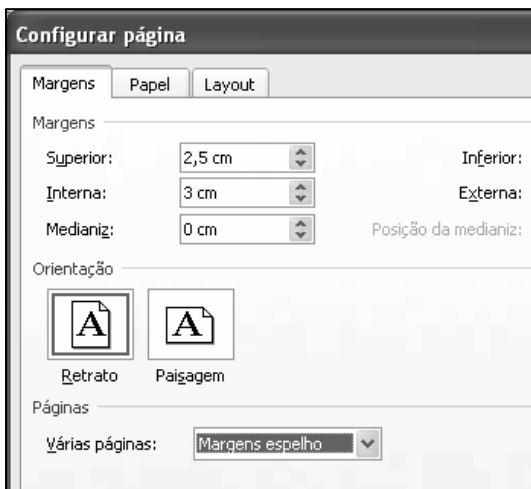 Configurar página
Margens Papel Layout
Margens
Superior: 2,5 cm Inferior:
Interna: 3 cm Externa:
Medianiz: 0 cm Posição da medianiz:
Orientação
A A
Retrato Paisagem
Páginas
Várias páginas: Margens espelho